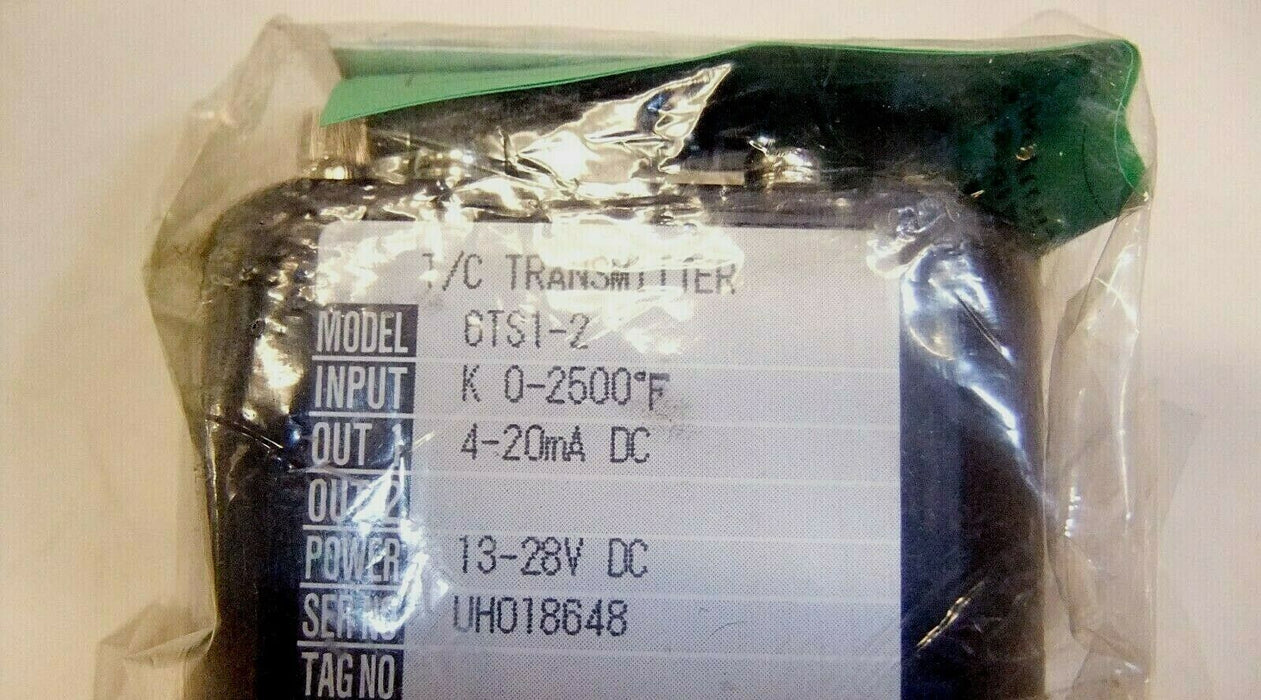 T/C TRANSMITTER
MODEL 6TS1-2
INPUT K 0-2500°F
OUT 1 4-20mA DC
OUT 2
POWER 13-28V DC
SER NO UH018648
TAG NO